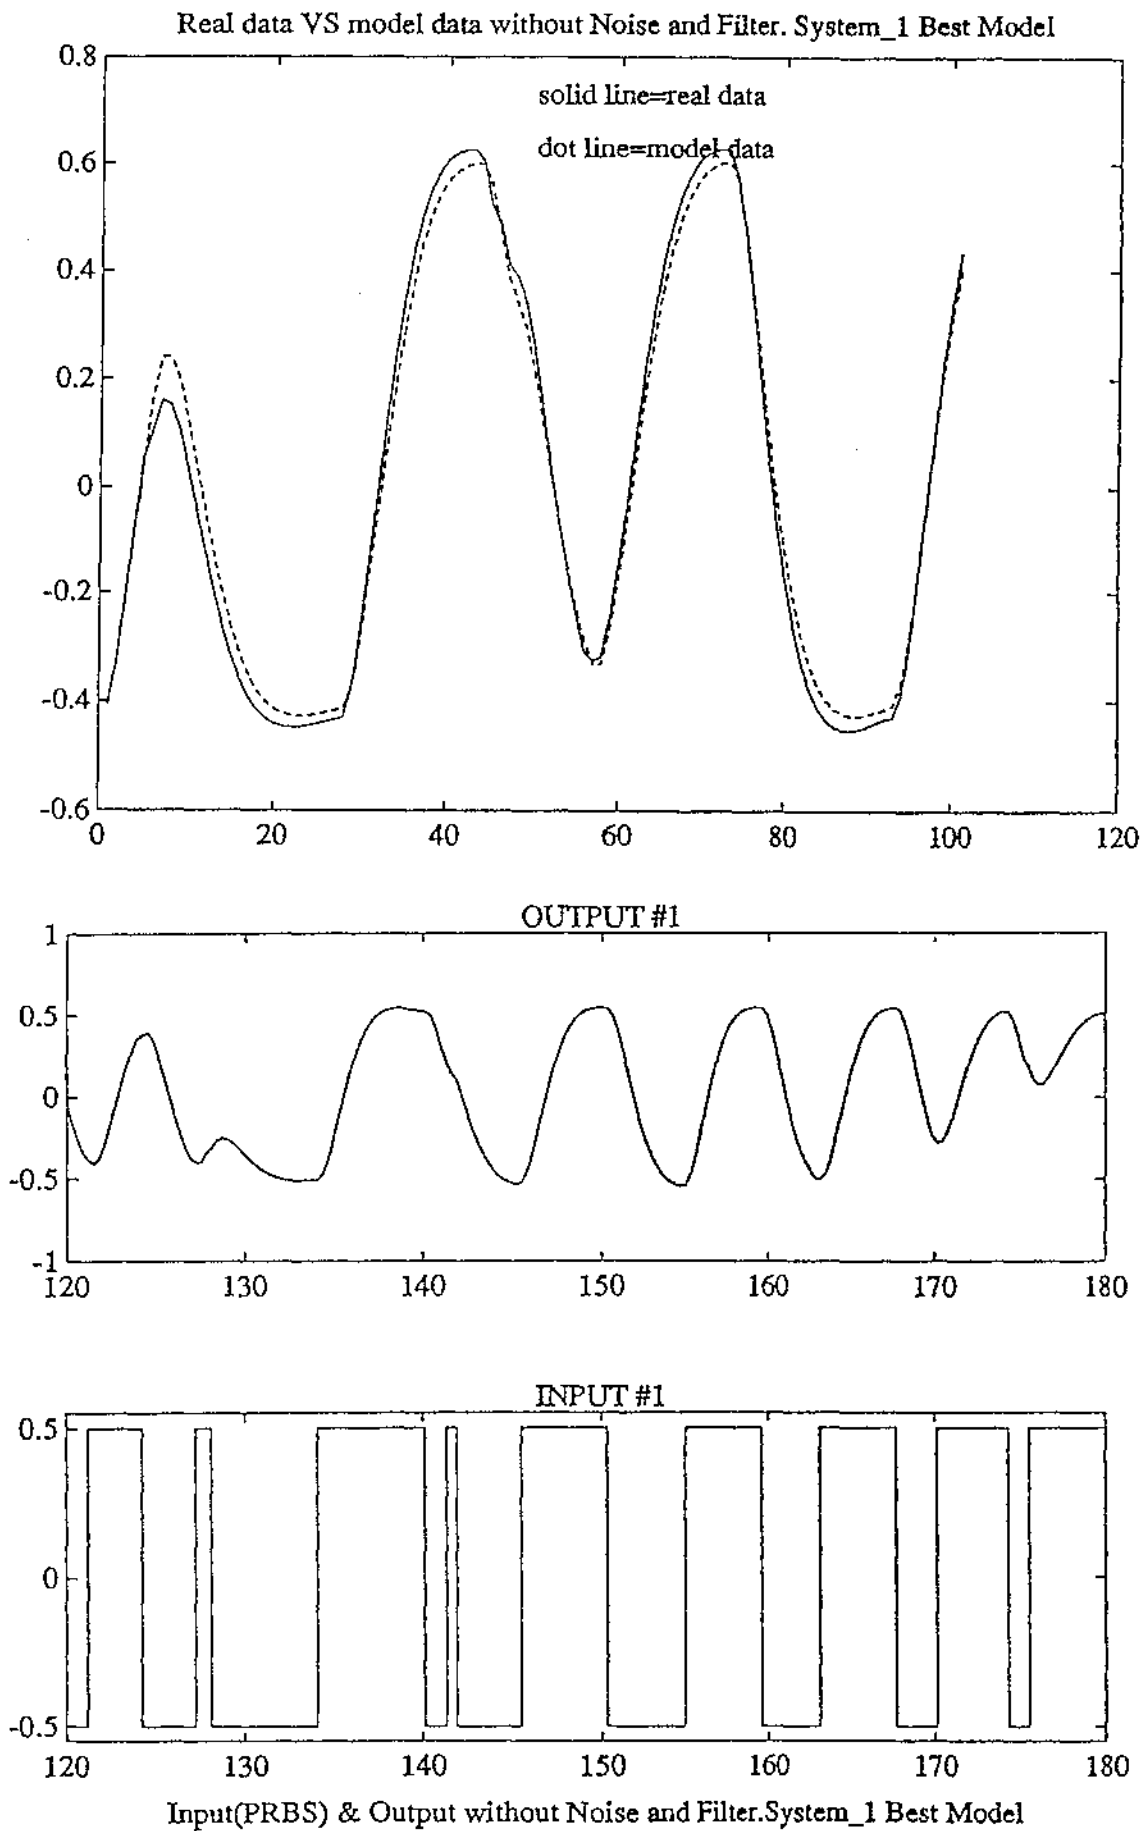 Real data VS model data without Noise and Filter. System_1 Best Model
0.8
solid line=real data
dot line=model data
0.6
0.4
0.2
0
-0.2
-0.4
-0.6
0 20 40 60 80 100 120
OUTPUT #1
1
0.5
0
-0.5
-1
120 130 140 150 160 170 180
INPUT #1
0.5
0
-0.5
120 130 140 150 160 170 180
Input(PRBS) & Output without Noise and Filter.System_1 Best Model